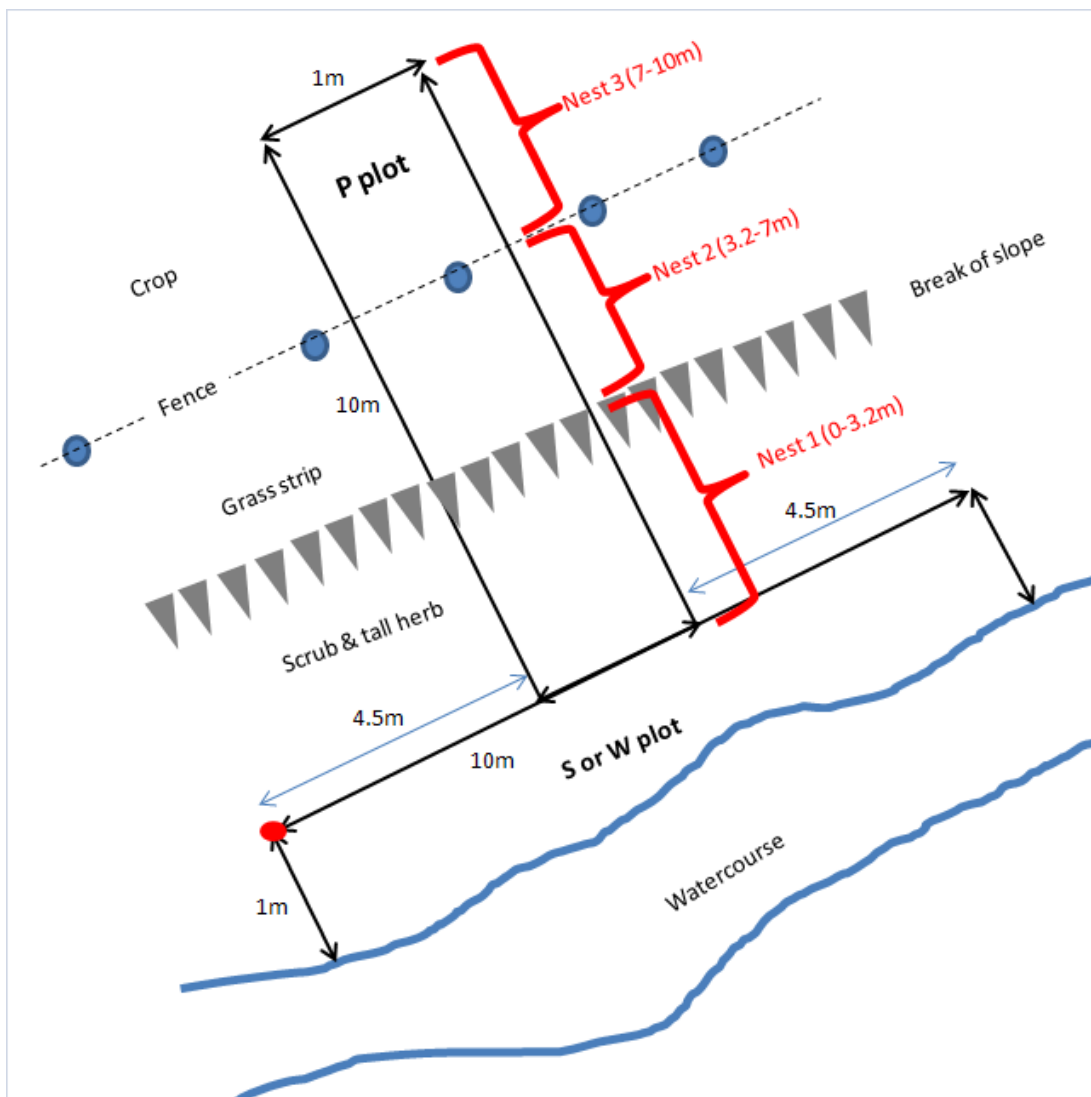 1m
Nest 3 (7-10m)
P plot
Nest 2 (3.2-7m)
Crop
Break of slope
Fence
10m
Nest 1 (0-3.2m)
Grass strip
4.5m
Scrub & tall herb
4.5m
S or W plot
10m
Watercourse
1m